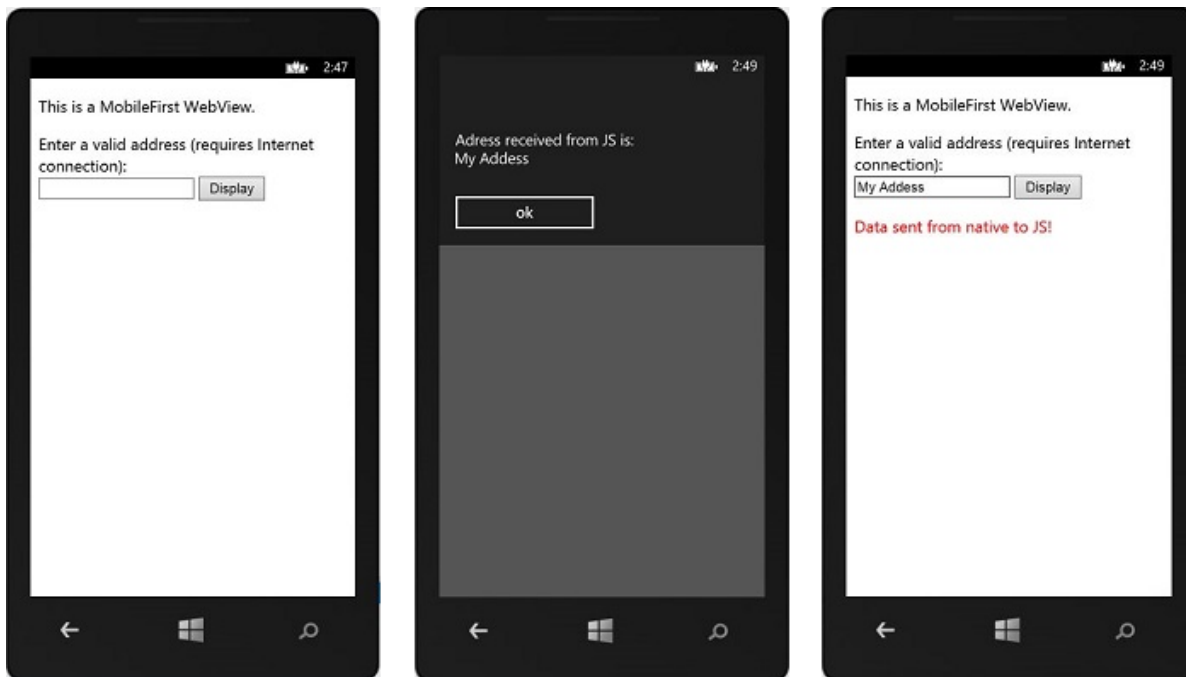 2:47
This is a MobileFirst WebView.
Enter a valid address (requires Internet
connection):
Display
2:49
Adress received from JS is:
My Addess
ok
2:49
This is a MobileFirst WebView.
Enter a valid address (requires Internet
connection):
My Addess
Display
Data sent from native to JS!